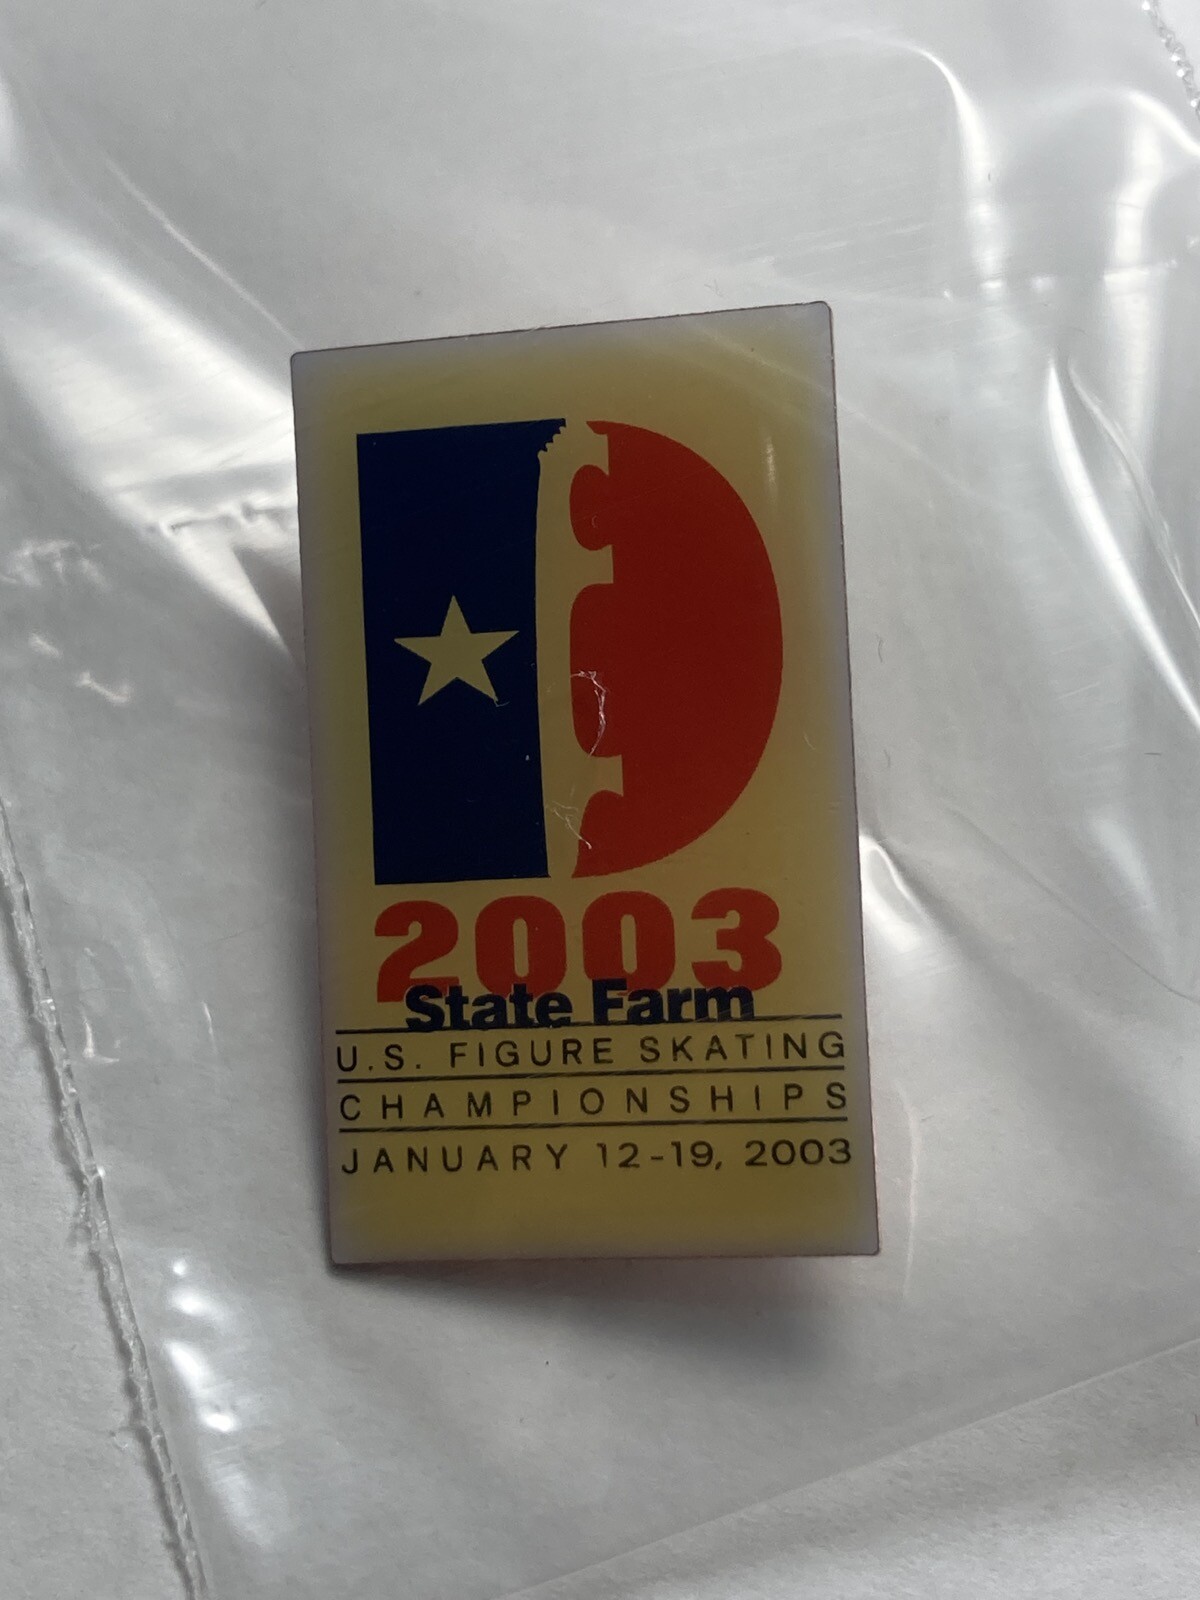 2003
State Farm
U.S. FIGURE SKATING
CHAMPIONSHIPS
JANUARY 12-19, 2003